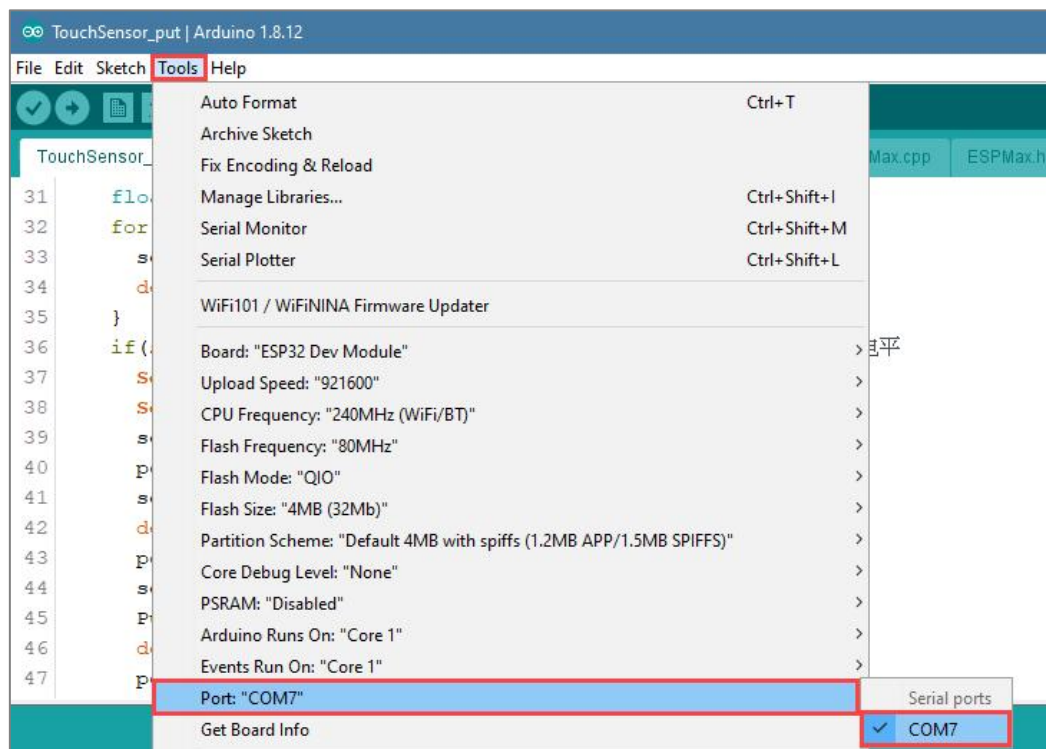 TouchSensor_put | Arduino 1.8.12
File Edit Sketch Tools Help
Auto Format Ctrl+T
Archive Sketch
TouchSensor_ Max.cpp ESPMax.h
Fix Encoding & Reload
31 flo
Manage Libraries... Ctrl+Shift+I
32 for
Serial Monitor Ctrl+Shift+M
33 s
Serial Plotter Ctrl+Shift+L
34 d
WiFi101 / WiFiNINA Firmware Updater
35 }
36 if(
Board: "ESP32 Dev Module" 平
37 S
Upload Speed: "921600"
38 S
CPU Frequency: "240MHz (WiFi/BT)"
39 s
Flash Frequency: "80MHz"
40 p
Flash Mode: "QIO"
41 s
Flash Size: "4MB (32Mb)"
42 d
Partition Scheme: "Default 4MB with spiffs (1.2MB APP/1.5MB SPIFFS)"
43 p
Core Debug Level: "None"
44 s
PSRAM: "Disabled"
45 P
Arduino Runs On: "Core 1"
46 d
Events Run On: "Core 1"
47 p
Port: "COM7" Serial ports
Get Board Info COM7